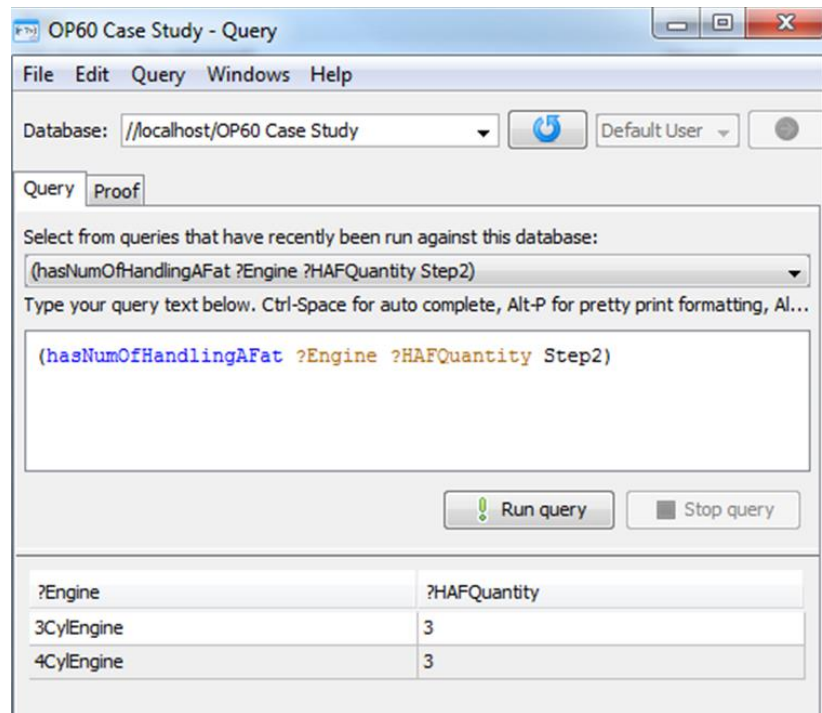 OP60 Case Study - Query
File Edit Query Windows Help
Database: //localhost/OP60 Case Study Default User
Query Proof
Select from queries that have recently been run against this database:
(hasNumOfHandlingAFat ?Engine ?HAFQuantity Step2)
Type your query text below. Ctrl-Space for auto complete, Alt-P for pretty print formatting, Al...
(hasNumOfHandlingAFat ?Engine ?HAFQuantity Step2)
Run query Stop query
?Engine ?HAFQuantity
3CylEngine 3
4CylEngine 3